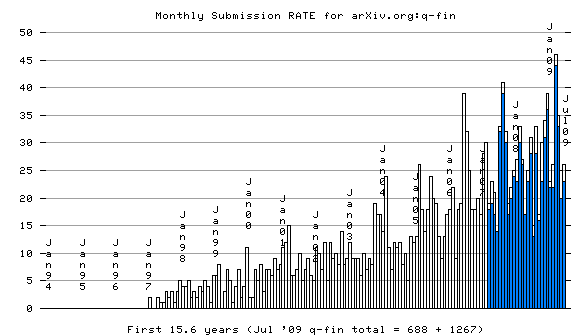 Monthly Submission RATE for arXiv.org:q-fin
50
45
40
35
30
25
20
15
10
5
0
Jan94
Jan95
Jan96
Jan97
Jan98
Jan99
Jan00
Jan01
Jan02
Jan03
Jan04
Jan05
Jan06
Jan07
Jan08
Jan09
Jul09
First 15.6 years (Jul '09 q-fin total = 688 + 1267)